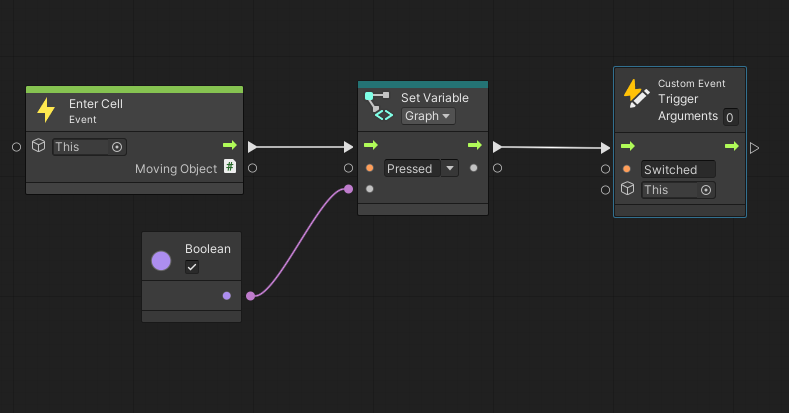 Enter Cell
Event
This
Moving Object
#
Boolean
Set Variable
Graph
<>
Pressed
Custom Event
Trigger
Arguments 0
Switched
This